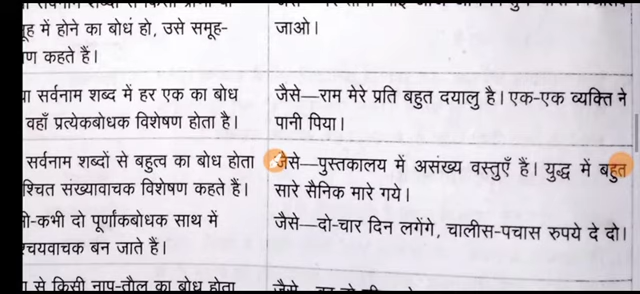 जाओ।
ूह में होने का बोध हो, उसे समूह-
ण कहते हैं।
ा सर्वनाम शब्द में हर एक का बोध
वहाँ प्रत्येकबोधक विशेषण होता है।
जैसे—राम मेरे प्रति बहुत दयालु है। एक-एक व्यक्ति ने
पानी पिया।
सर्वनाम शब्दों से बहुत्व का बोध होता
श्चित संख्यावाचक विशेषण कहते हैं।
जैसे—पुस्तकालय में असंख्य वस्तुएँ हैं। युद्ध में बहुत
सारे सैनिक मारे गये।
ी-कभी दो पूर्णांकबोधक साथ में
श्चयवाचक बन जाते हैं।
जैसे—दो-चार दिन लगेंगे, चालीस-पचास रुपये दे दो।
से किसी नाप-तौल का बोध होता